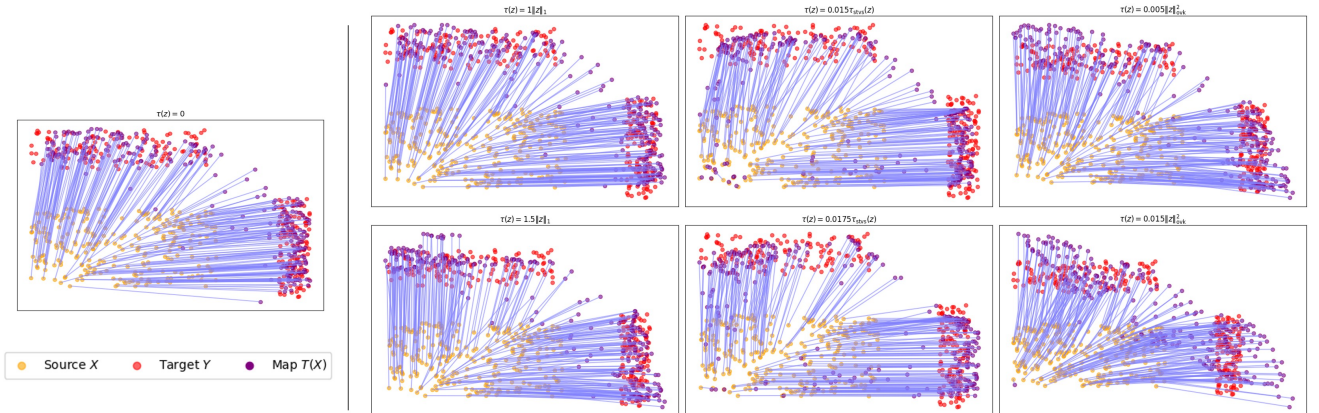 τ(z) = 0
Source X
Target Y
Map T(X)
τ(z) = 1‖z‖₁
τ(z) = 0.015τ_stvs(z)
τ(z) = 0.005‖z‖²_ovk
τ(z) = 1.5‖z‖₁
τ(z) = 0.0175τ_stvs(z)
τ(z) = 0.015‖z‖²_ovk